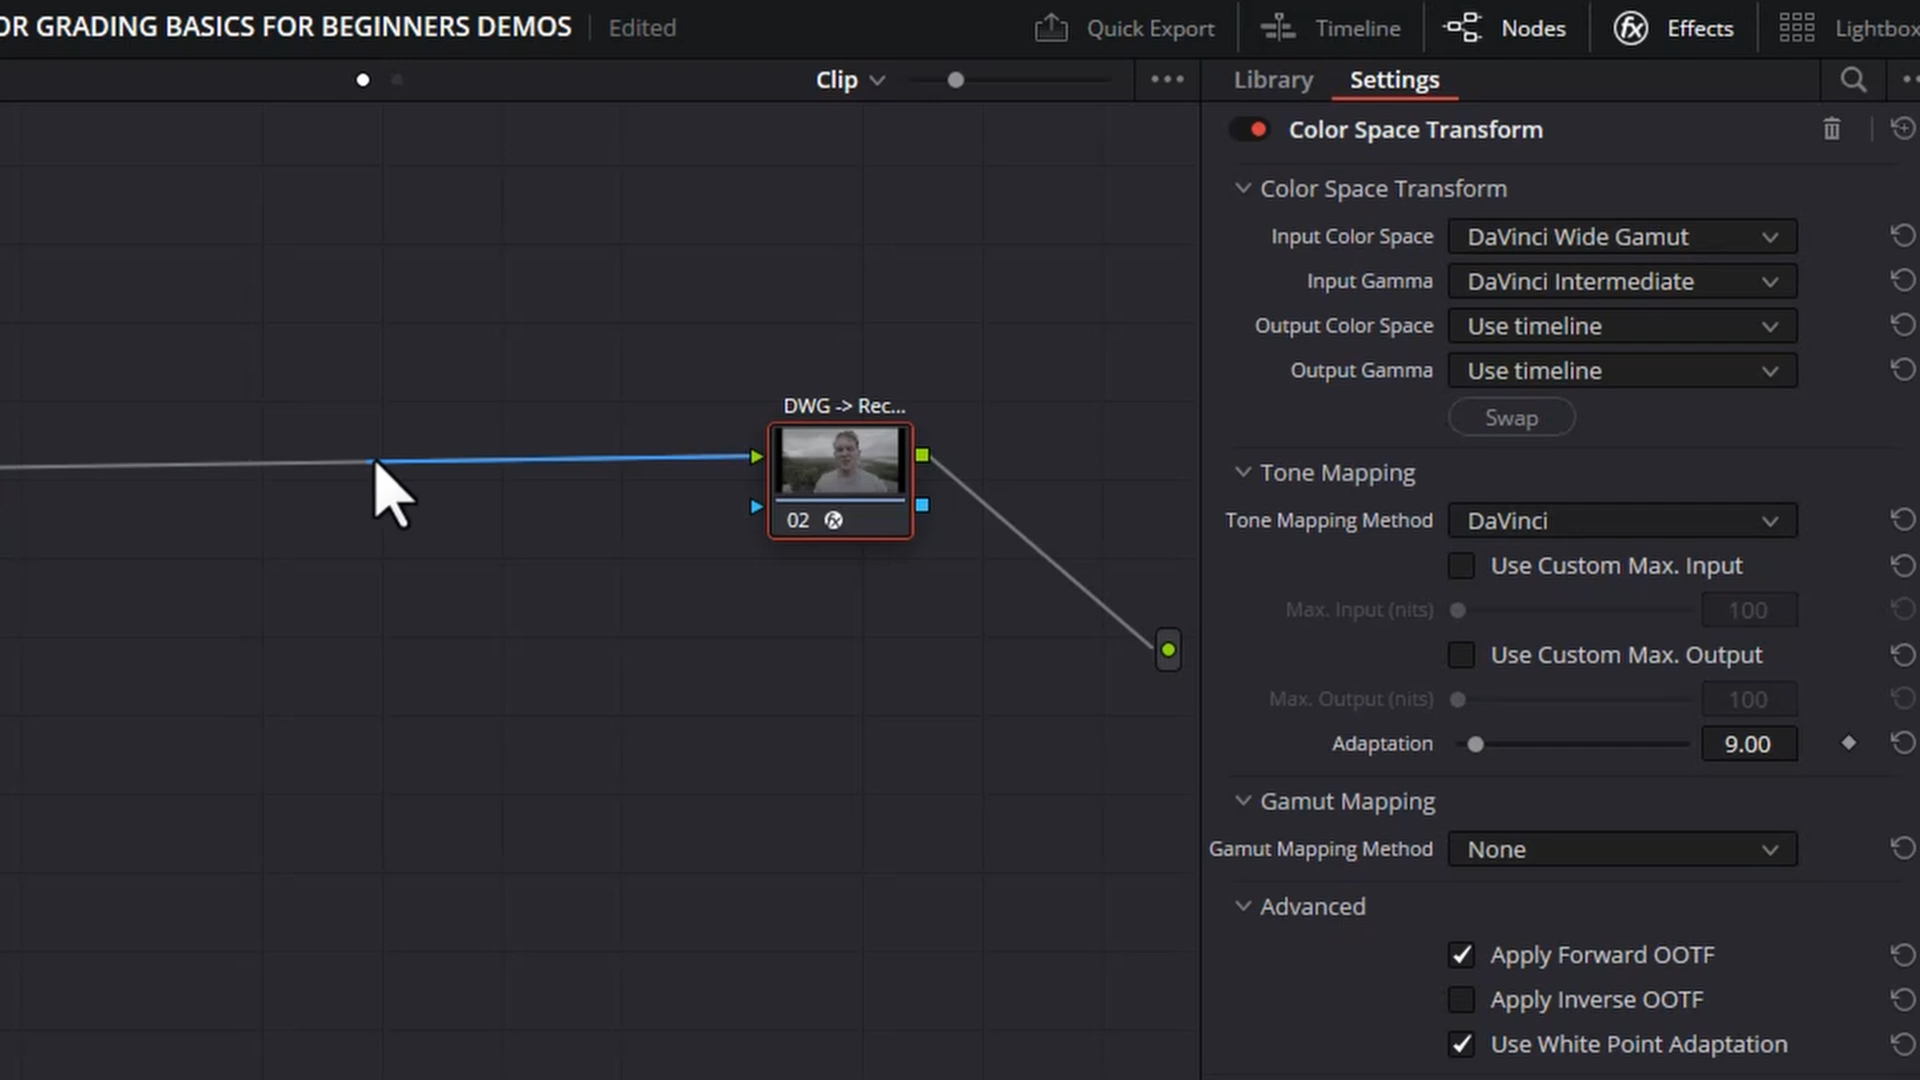 OR GRADING BASICS FOR BEGINNERS DEMOS
Edited
Quick Export
Timeline
Nodes
Effects
Lightbox
Clip
Library
Settings
Color Space Transform
Color Space Transform
Input Color Space
DaVinci Wide Gamut
Input Gamma
DaVinci Intermediate
Output Color Space
Use timeline
Output Gamma
Use timeline
Swap
DWG -> Rec...
02
Tone Mapping
Tone Mapping Method
DaVinci
Use Custom Max. Input
Max. Input (nits)
100
Use Custom Max. Output
Max. Output (nits)
100
Adaptation
9.00
Gamut Mapping
Gamut Mapping Method
None
Advanced
Apply Forward OOTF
Apply Inverse OOTF
Use White Point Adaptation